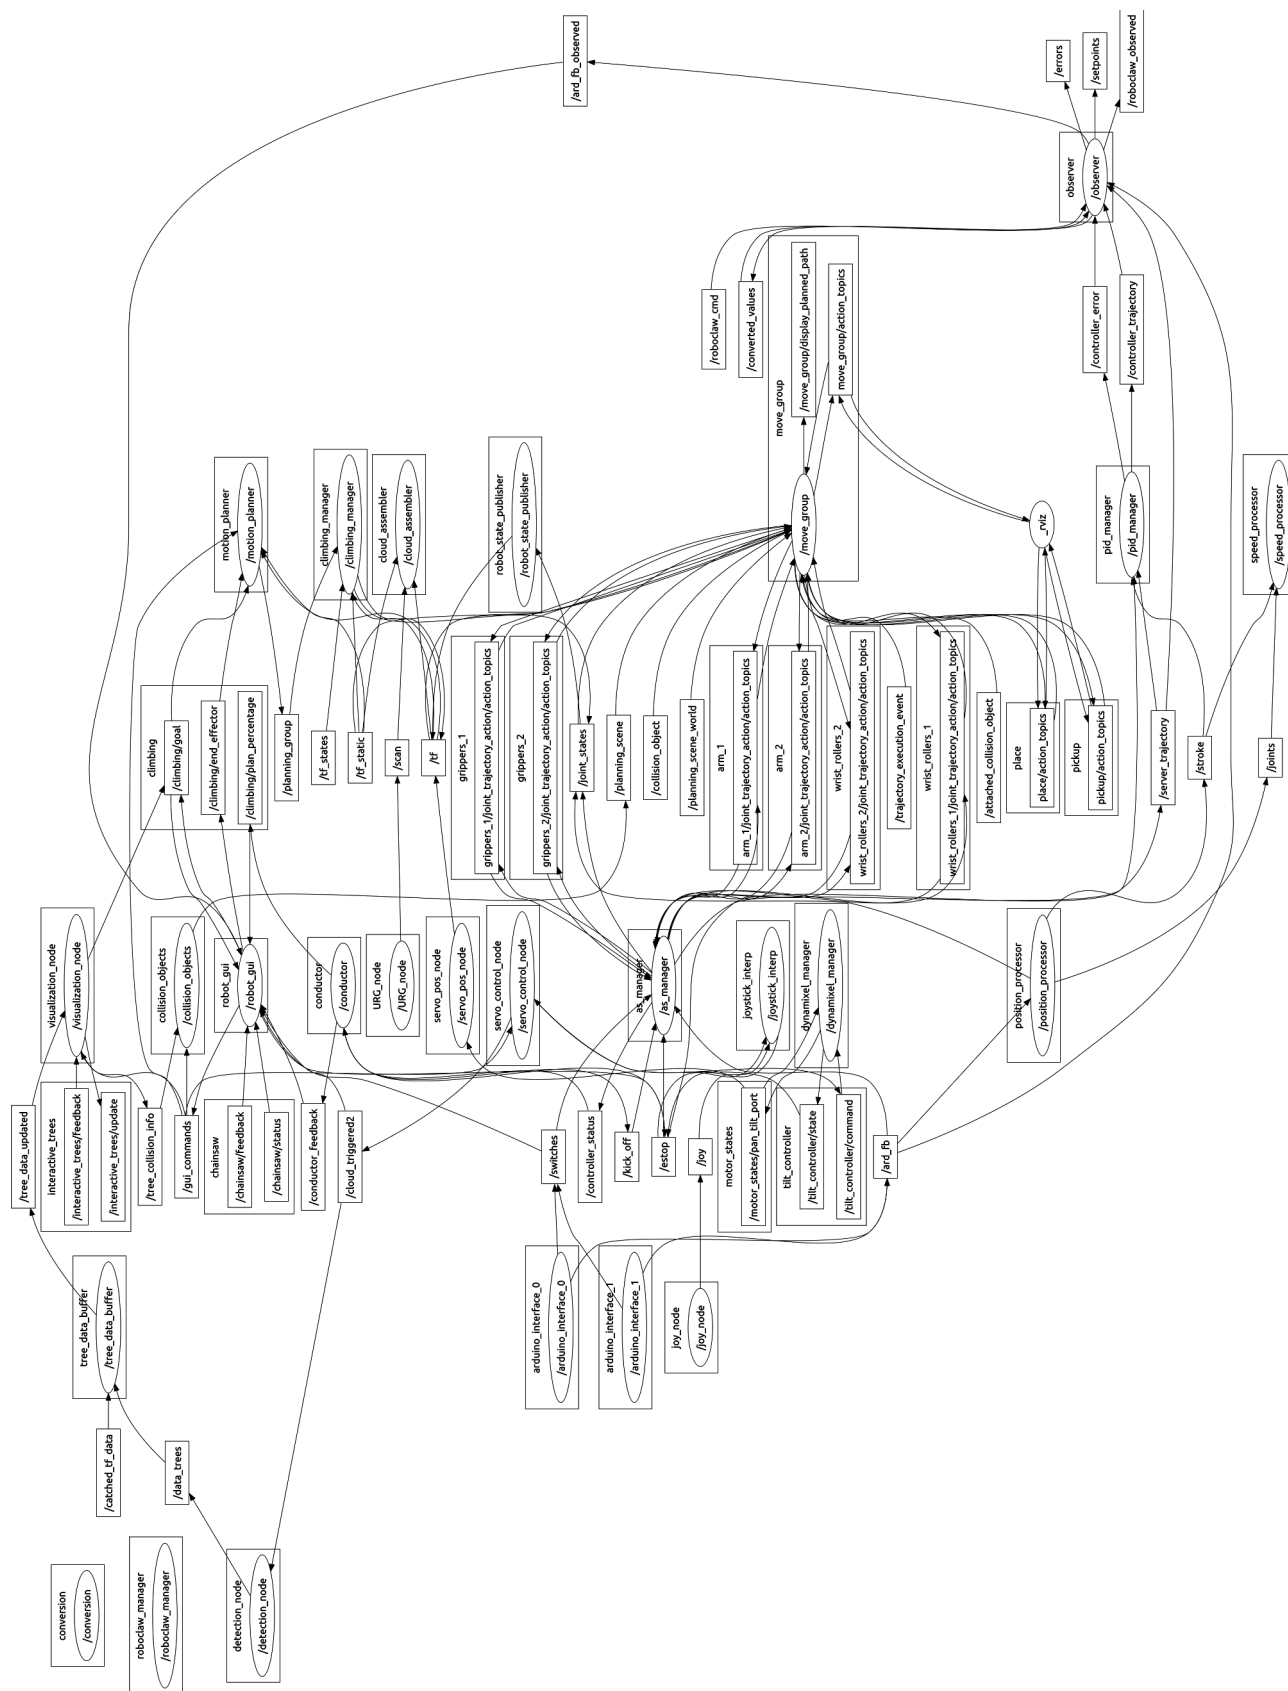 conversion
/conversion
roboclaw_manager
/roboclaw_manager
detection_node
/detection_node
/catched_tf_data
/data_trees
tree_data_buffer
/tree_data_buffer
arduino_interface_0
/arduino_interface_0
arduino_interface_1
/arduino_interface_1
joy_node
/joy_node
/tree_data_updated
interactive_trees
/interactive_trees/feedback
/interactive_trees/update
/tree_collision_info
/gui_commands
chainsaw
/chainsaw/feedback
/chainsaw/status
/conductor_feedback
/cloud_triggered2
/switches
/controller_status
/kick_off
/estop
/joy
motor_states
/motor_states/pan_tilt_port
tilt_controller
/tilt_controller/state
/tilt_controller/command
/ard_fb
visualization_node
/visualization_node
collision_objects
/collision_objects
robot_gui
/robot_gui
conductor
/conductor
URG_node
/URG_node
servo_pos_node
/servo_pos_node
servo_control_node
/servo_control_node
as_manager
/as_manager
joystick_interp
/joystick_interp
dynamixel_manager
/dynamixel_manager
position_processor
/position_processor
climbing
/climbing/goal
/climbing/end_effector
/climbing/plan_percentage
/planning_group
/tf_states
/tf_static
/scan
/tf
grippers_1
grippers_1/joint_trajectory_action/action_topics
grippers_2
grippers_2/joint_trajectory_action/action_topics
/joint_states
/planning_scene
/collision_object
/planning_scene_world
arm_1
arm_1/joint_trajectory_action/action_topics
arm_2
arm_2/joint_trajectory_action/action_topics
wrist_rollers_2
wrist_rollers_2/joint_trajectory_action/action_topics
/trajectory_execution_event
wrist_rollers_1
wrist_rollers_1/joint_trajectory_action/action_topics
/attached_collision_object
place
place/action_topics
pickup
pickup/action_topics
/server_trajectory
/stroke
/joints
motion_planner
/motion_planner
climbing_manager
/climbing_manager
cloud_assembler
/cloud_assembler
robot_state_publisher
/robot_state_publisher
move_group
/move_group
/move_group/display_planned_path
move_group/action_topics
_rviz
pid_manager
/pid_manager
speed_processor
/speed_processor
/roboclaw_cmd
/converted_values
/controller_error
/controller_trajectory
observer
/observer
/ard_fb_observed
/errors
/setpoints
/roboclaw_observed